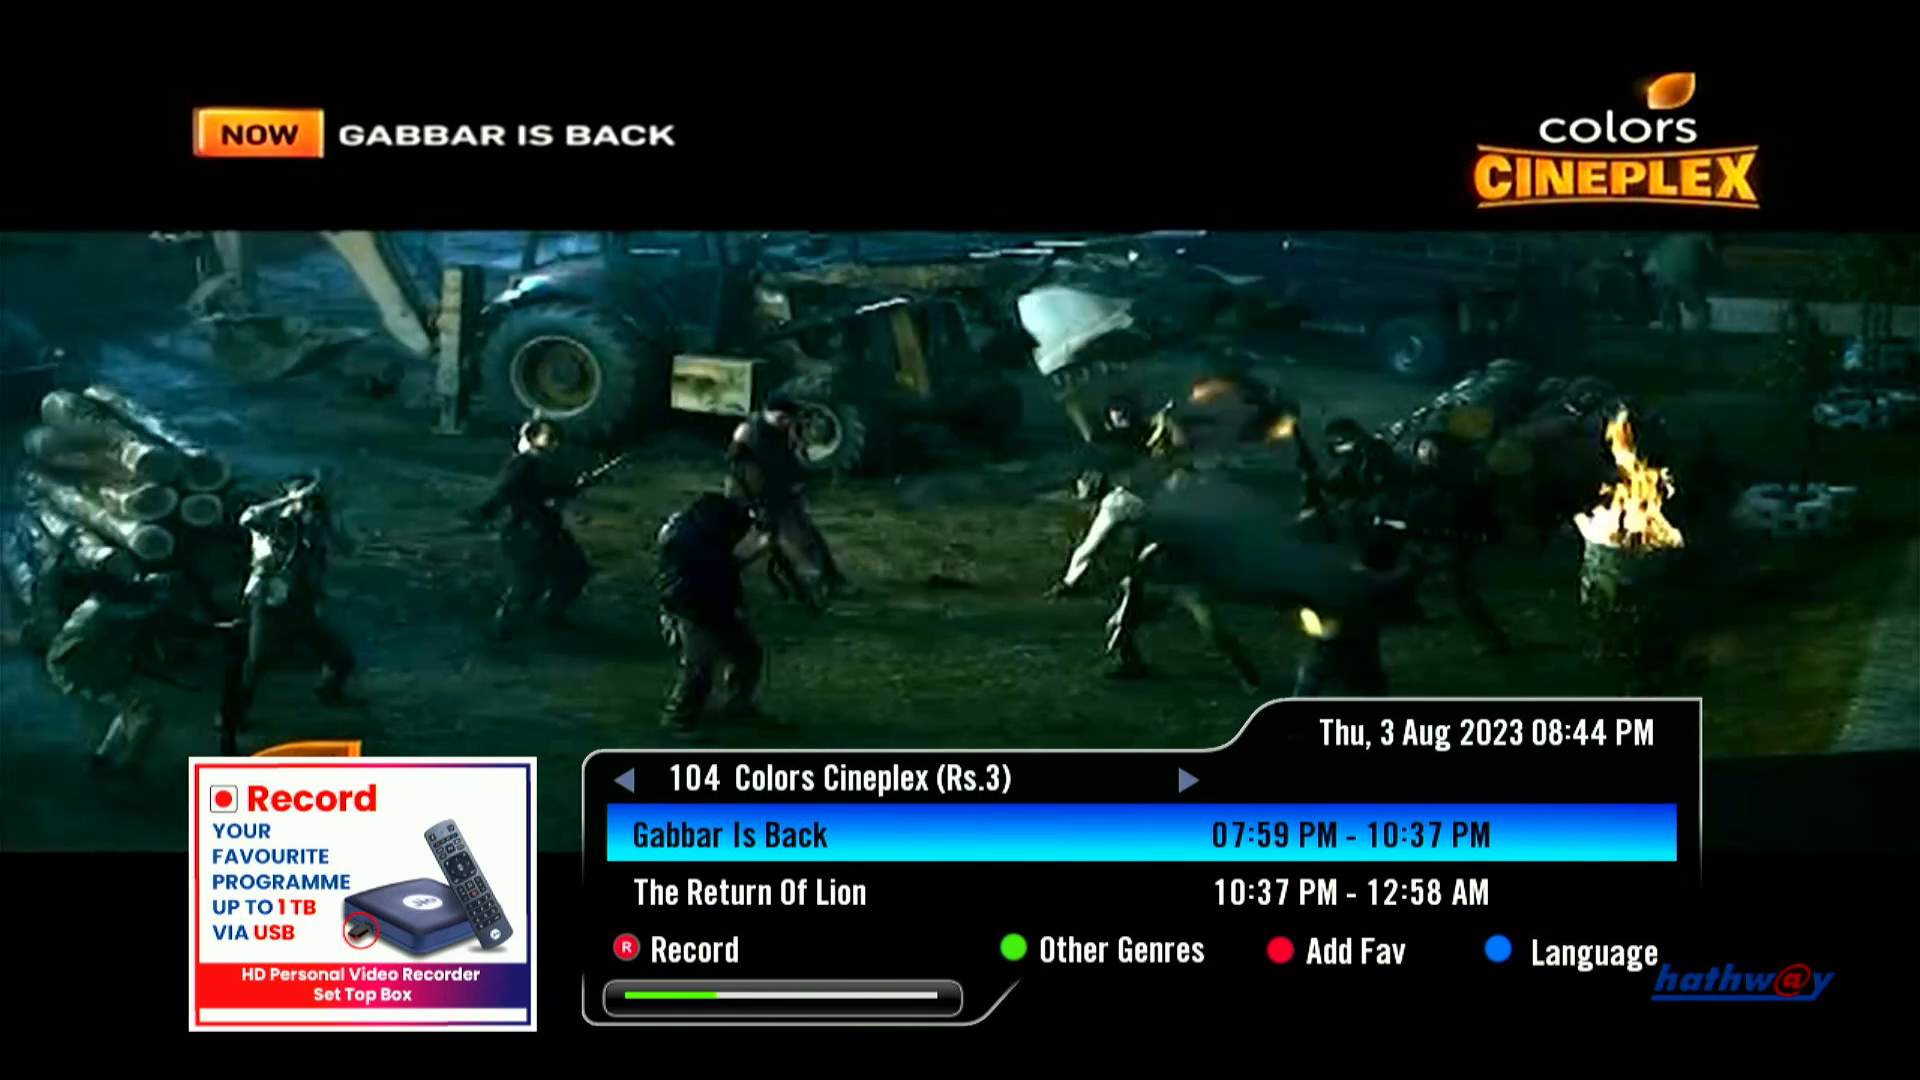 NOW GABBAR IS BACK
colors
CINEPLEX
Thu, 3 Aug 2023 08:44 PM
104 Colors Cineplex (Rs.3)
Gabbar Is Back 07:59 PM - 10:37 PM
The Return Of Lion 10:37 PM - 12:58 AM
R Record Other Genres Add Fav Language
hathw@y
Record
YOUR
FAVOURITE
PROGRAMME
UP TO 1 TB
VIA USB
Jio
HD Personal Video Recorder
Set Top Box